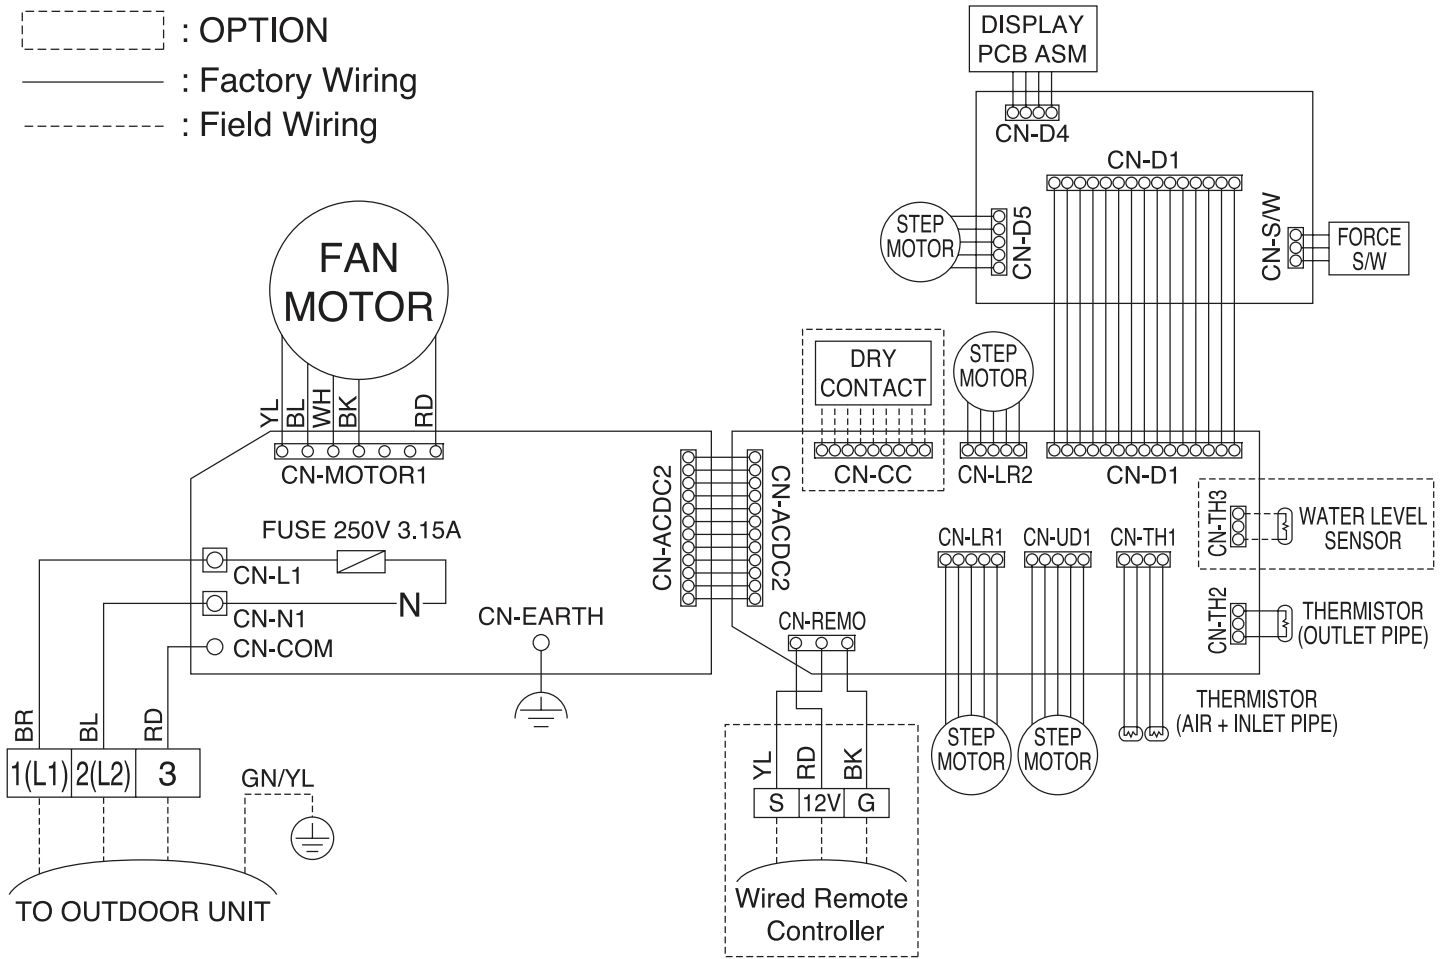 : OPTION
: Factory Wiring
: Field Wiring
DISPLAY
PCB ASM
CN-D4
CN-D1
STEP
MOTOR
CN-D5
CN-S/W
FORCE
S/W
FAN
MOTOR
YL
BL
WH
BK
RD
CN-MOTOR1
DRY
CONTACT
CN-CC
STEP
MOTOR
CN-LR2
CN-D1
CN-ACDC2
CN-ACDC2
FUSE 250V 3.15A
CN-L1
N
CN-N1
CN-COM
CN-EARTH
CN-REMO
CN-LR1
CN-UD1
CN-TH1
CN-TH3
WATER LEVEL
SENSOR
CN-TH2
THERMISTOR
(OUTLET PIPE)
THERMISTOR
(AIR + INLET PIPE)
STEP
MOTOR
STEP
MOTOR
BR
BL
RD
1(L1)
2(L2)
3
GN/YL
TO OUTDOOR UNIT
YL
RD
BK
S
12V
G
Wired Remote
Controller